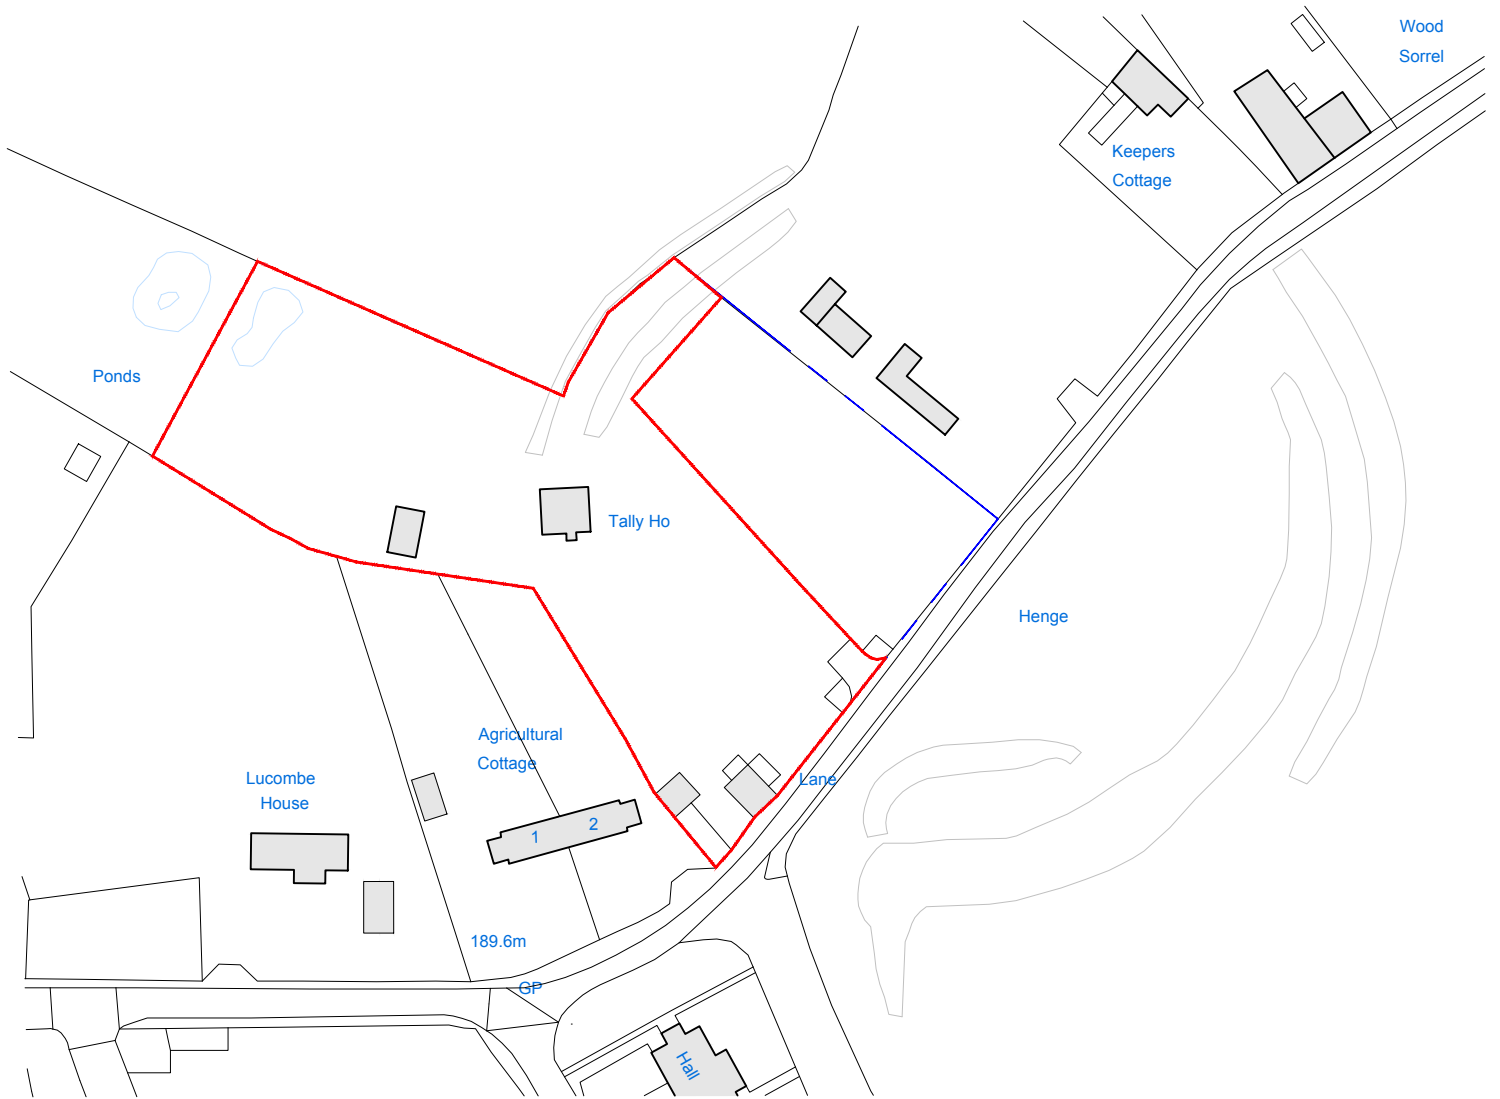 Wood
Sorrel
Keepers
Cottage
Ponds
Tally Ho
Henge
Agricultural
Cottage
Lucombe
House
Lane
1
2
189.6m
GP
Hall